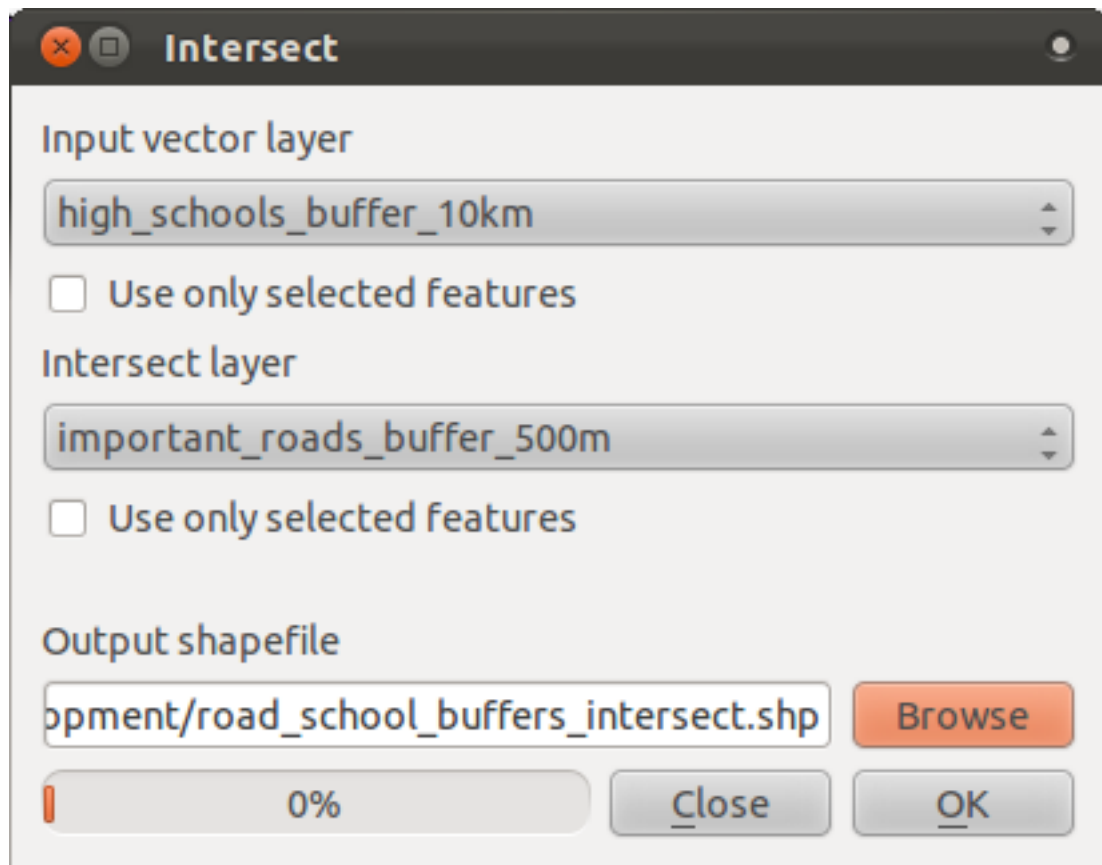 Intersect
Input vector layer
high_schools_buffer_10km
Use only selected features
Intersect layer
important_roads_buffer_500m
Use only selected features
Output shapefile
opment/road_school_buffers_intersect.shp
Browse
0%
Close
OK